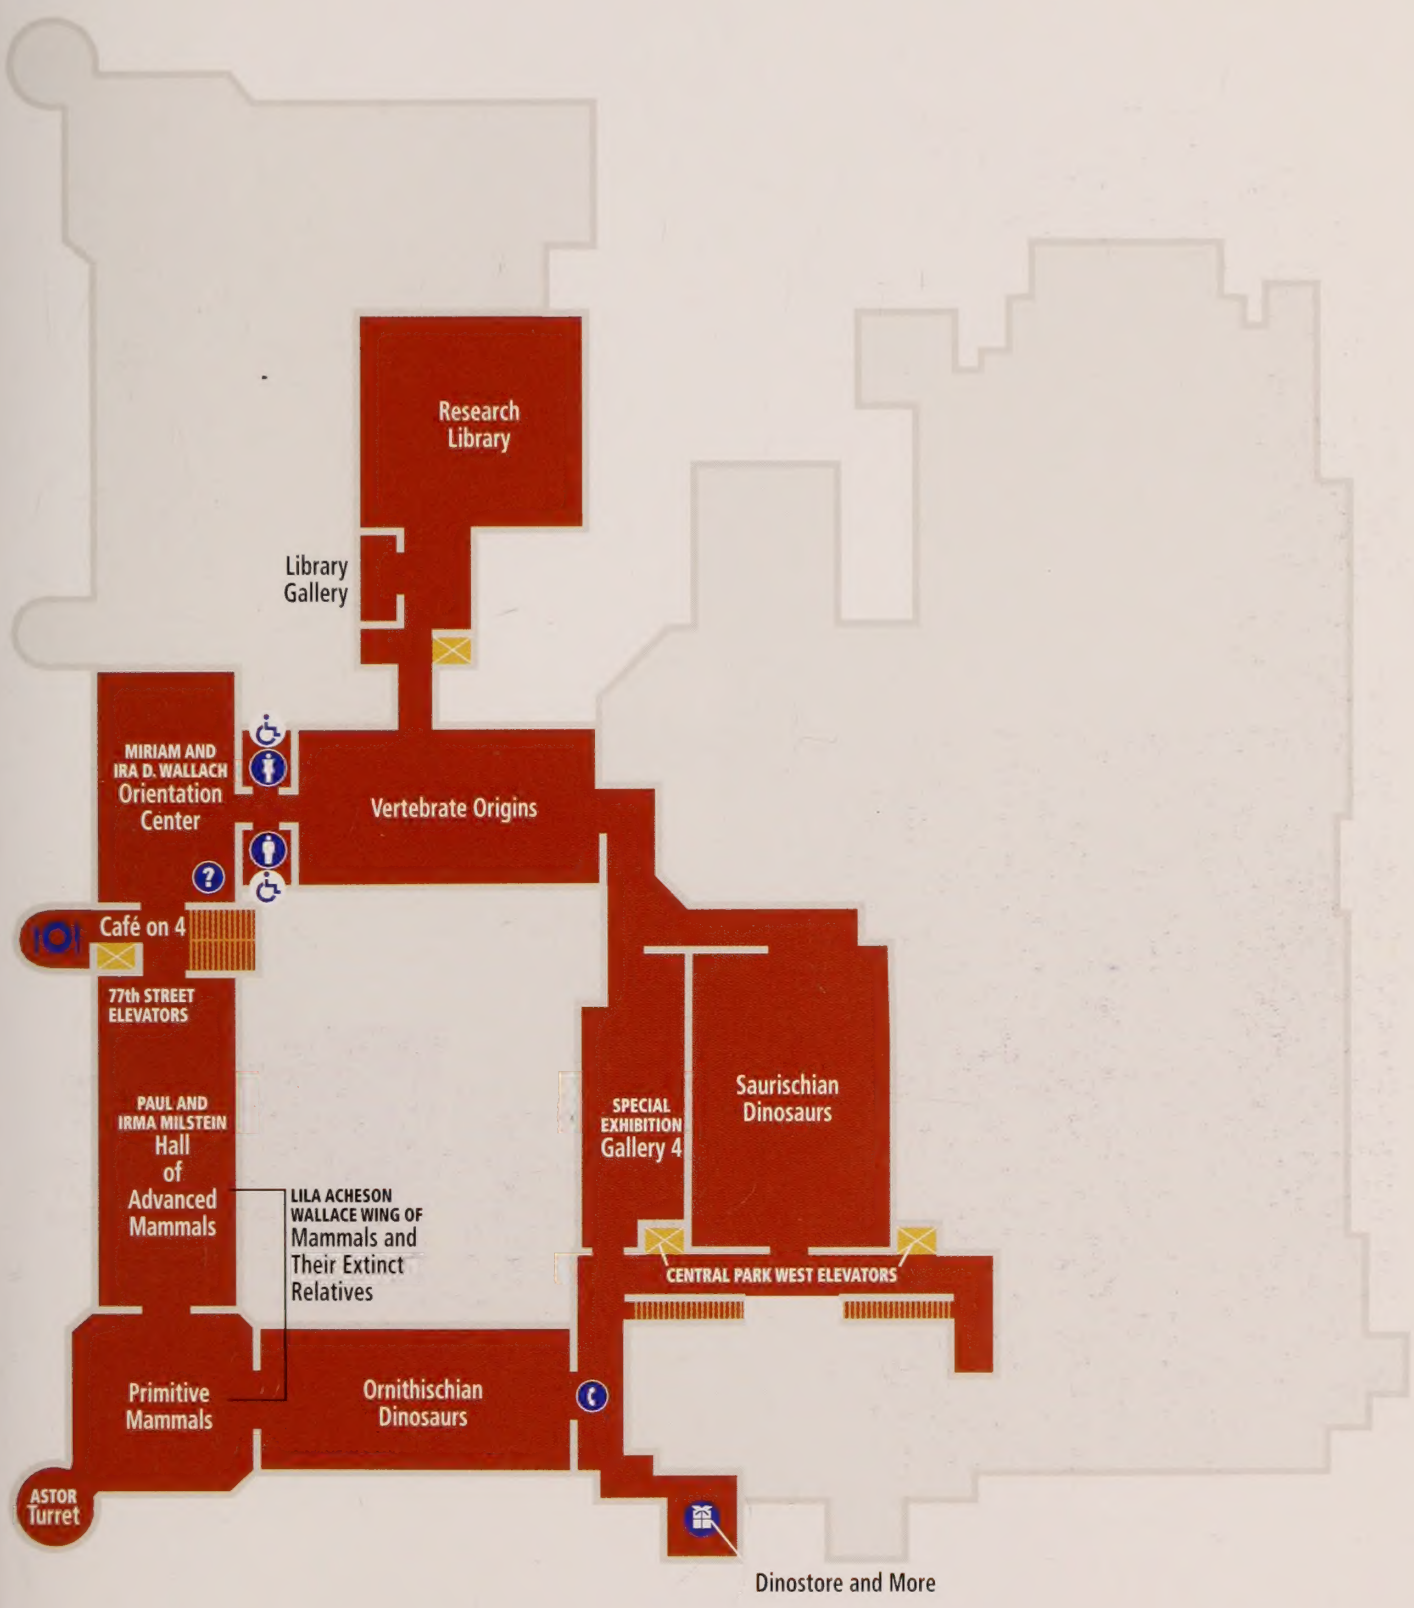 Research
Library
Library
Gallery
MIRIAM AND
IRA D. WALLACH
Orientation
Center
Vertebrate Origins
?
Café on 4
77th STREET
ELEVATORS
PAUL AND
IRMA MILSTEIN
Hall
of
Advanced
Mammals
SPECIAL
EXHIBITION
Gallery 4
Saurischian
Dinosaurs
LILA ACHESON
WALLACE WING OF
Mammals and
Their Extinct
Relatives
CENTRAL PARK WEST ELEVATORS
Primitive
Mammals
Ornithischian
Dinosaurs
ASTOR
Turret
Dinostore and More